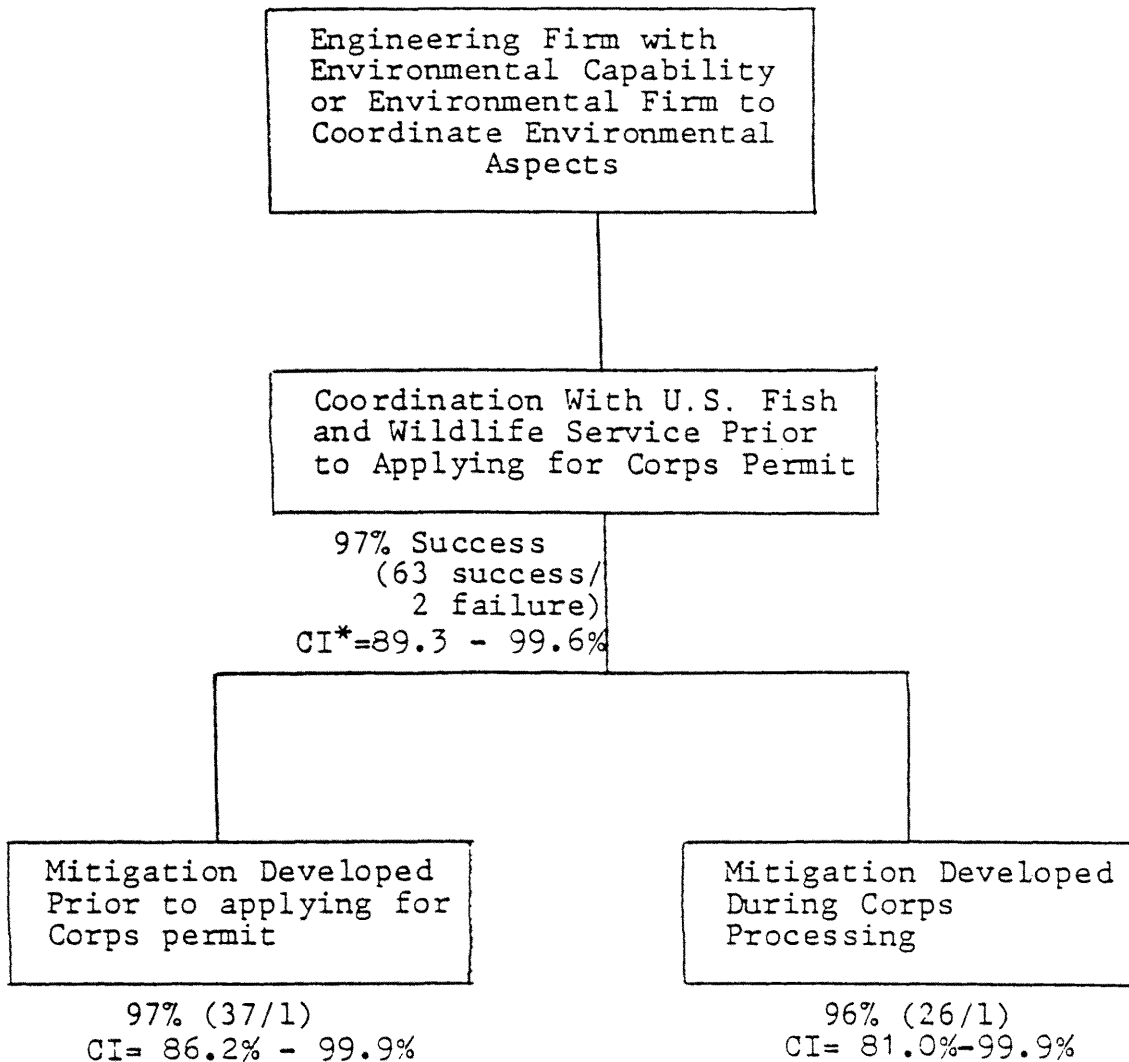 Engineering Firm with
Environmental Capability
or Environmental Firm to
Coordinate Environmental
Aspects
Coordination With U.S. Fish
and Wildlife Service Prior
to Applying for Corps Permit
97% Success
(63 success/
2 failure)
CI*=89.3 - 99.6%
Mitigation Developed
Prior to applying for
Corps permit
97% (37/1)
CI= 86.2% - 99.9%
Mitigation Developed
During Corps
Processing
96% (26/1)
CI= 81.0%-99.9%